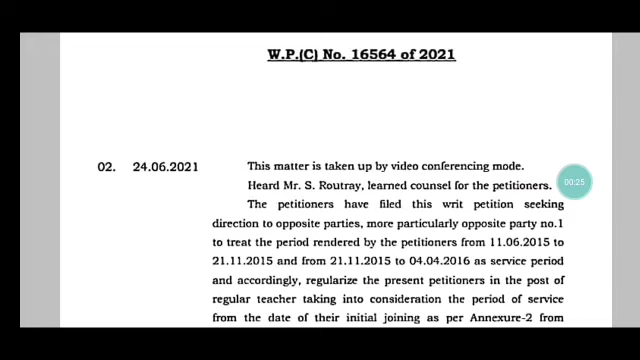 W.P.(C) No. 16564 of 2021
02. 24.06.2021 This matter is taken up by video conferencing mode.
Heard Mr. S. Routray, learned counsel for the petitioners.
00:25
The petitioners have filed this writ petition seeking
direction to opposite parties, more particularly opposite party no.1
to treat the period rendered by the petitioners from 11.06.2015 to
21.11.2015 and from 21.11.2015 to 04.04.2016 as service period
and accordingly, regularize the present petitioners in the post of
regular teacher taking into consideration the period of service
from the date of their initial joining as per Annexure-2 from